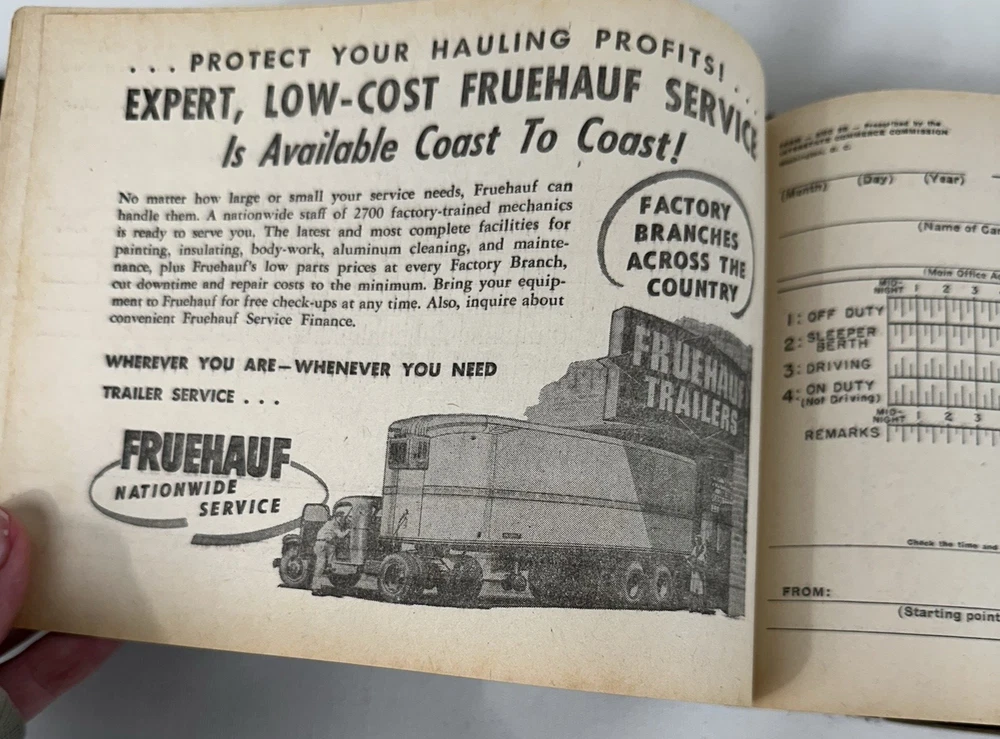 . . . PROTECT YOUR HAULING PROFITS! . . .
EXPERT, LOW-COST FRUEHAUF SERVICE
Is Available Coast To Coast!
No matter how large or small your service needs, Fruehauf can
handle them. A nationwide staff of 2700 factory-trained mechanics
is ready to serve you. The latest and most complete facilities for
painting, insulating, body-work, aluminum cleaning, and mainte-
nance, plus Fruehauf's low parts prices at every Factory Branch,
cut downtime and repair costs to the minimum. Bring your equip-
ment to Fruehauf for free check-ups at any time. Also, inquire about
convenient Fruehauf Service Finance.
FACTORY
BRANCHES
ACROSS THE
COUNTRY
WHEREVER YOU ARE—WHENEVER YOU NEED
TRAILER SERVICE . . .
FRUEHAUF
NATIONWIDE
SERVICE
FRUEHAUF
TRAILERS
Prescribed by the
INTERSTATE COMMERCE COMMISSION
(Month) (Day) (Year)
(Name of Car
(Main Office A
MID-
NIGHT 1 2 3
1: OFF DUTY
2: SLEEPER
BERTH
3: DRIVING
4: ON DUTY
(Not Driving)
MID-
NIGHT 1 2 3
REMARKS
Check the time and
FROM:
(Starting point